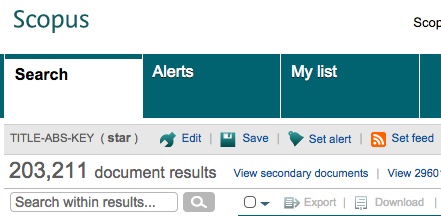 Scopus
Scop
Search Alerts My list
TITLE-ABS-KEY ( star ) Edit | Save | Set alert | Set feed
203,211 document results View secondary documents | View 2960
Search within results... Export | Download |